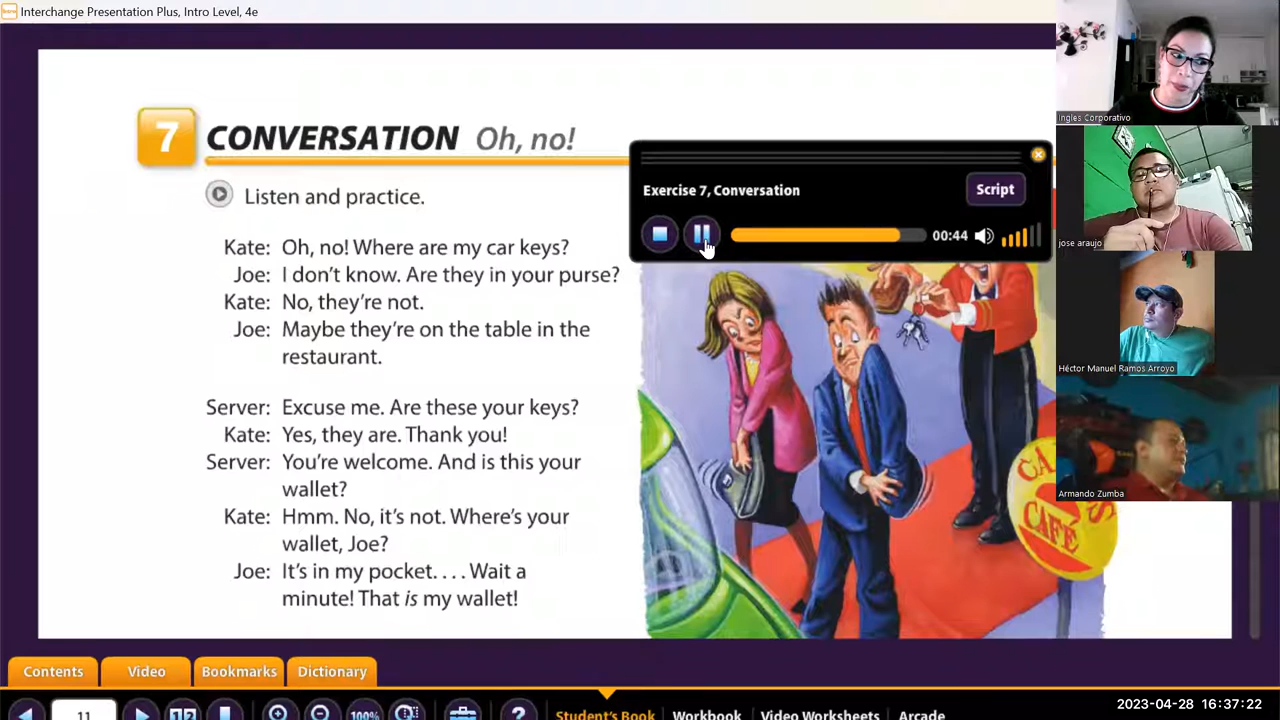 Interchange Presentation Plus, Intro Level, 4e
7 CONVERSATION Oh, no!
Listen and practice.
Kate: Oh, no! Where are my car keys?
Joe: I don't know. Are they in your purse?
Kate: No, they're not.
Joe: Maybe they're on the table in the
restaurant.
Server: Excuse me. Are these your keys?
Kate: Yes, they are. Thank you!
Server: You're welcome. And is this your
wallet?
Kate: Hmm. No, it's not. Where's your
wallet, Joe?
Joe: It's in my pocket. . . . Wait a
minute! That is my wallet!
Exercise 7, Conversation
Script
00:44
CAFE
Ingles Corporativo
jose araujo
Héctor Manuel Ramos Arroyo
Armando Zumba
Contents Video Bookmarks Dictionary
11 1 2 100% ? Student's Book Workbook Video Worksheets Arcade
2023-04-28 16:37:22